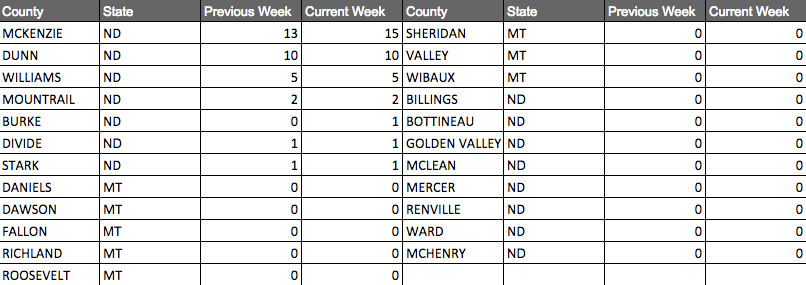 County State Previous Week Current Week County State Previous Week Current Week
MCKENZIE ND 13 15 SHERIDAN MT 0 0
DUNN ND 10 10 VALLEY MT 0 0
WILLIAMS ND 5 5 WIBAUX MT 0 0
MOUNTRAIL ND 2 2 BILLINGS ND 0 0
BURKE ND 0 1 BOTTINEAU ND 0 0
DIVIDE ND 1 1 GOLDEN VALLEY ND 0 0
STARK ND 1 1 MCLEAN ND 0 0
DANIELS MT 0 0 MERCER ND 0 0
DAWSON MT 0 0 RENVILLE ND 0 0
FALLON MT 0 0 WARD ND 0 0
RICHLAND MT 0 0 MCHENRY ND 0 0
ROOSEVELT MT 0 0